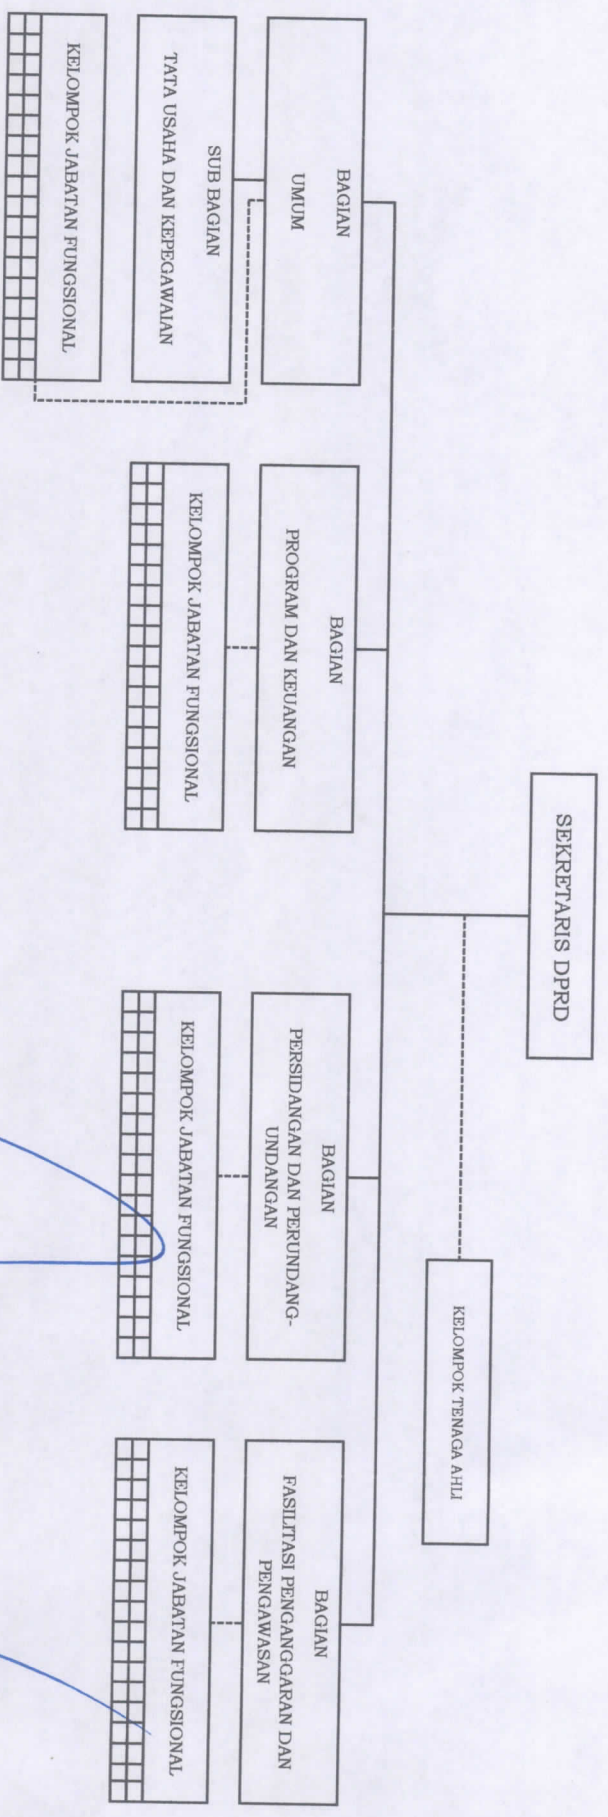 SEKRETARIS DPRD
KELOMPOK TENAGA AHLI
BAGIAN
UMUM
SUB BAGIAN
TATA USAHA DAN KEPEGAWAIAN
KELOMPOK JABATAN FUNGSIONAL
BAGIAN
PROGRAM DAN KEUANGAN
KELOMPOK JABATAN FUNGSIONAL
BAGIAN
PERSIDANGAN DAN PERUNDANG-
UNDANGAN
KELOMPOK JABATAN FUNGSIONAL
BAGIAN
FASILITASI PENGANGGARAN DAN
PENGAWASAN
KELOMPOK JABATAN FUNGSIONAL